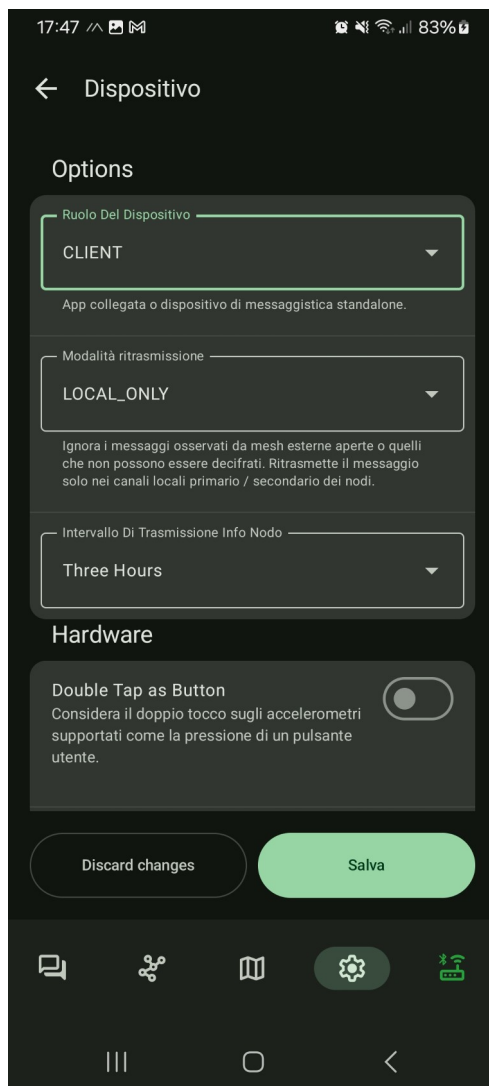 17:47
83%
Dispositivo
Options
Ruolo Del Dispositivo
CLIENT
App collegata o dispositivo di messaggistica standalone.
Modalità ritrasmissione
LOCAL_ONLY
Ignora i messaggi osservati da mesh esterne aperte o quelli
che non possono essere decifrati. Ritrasmette il messaggio
solo nei canali locali primario / secondario dei nodi.
Intervallo Di Trasmissione Info Nodo
Three Hours
Hardware
Double Tap as Button
Considera il doppio tocco sugli accelerometri
supportati come la pressione di un pulsante
utente.
Discard changes
Salva